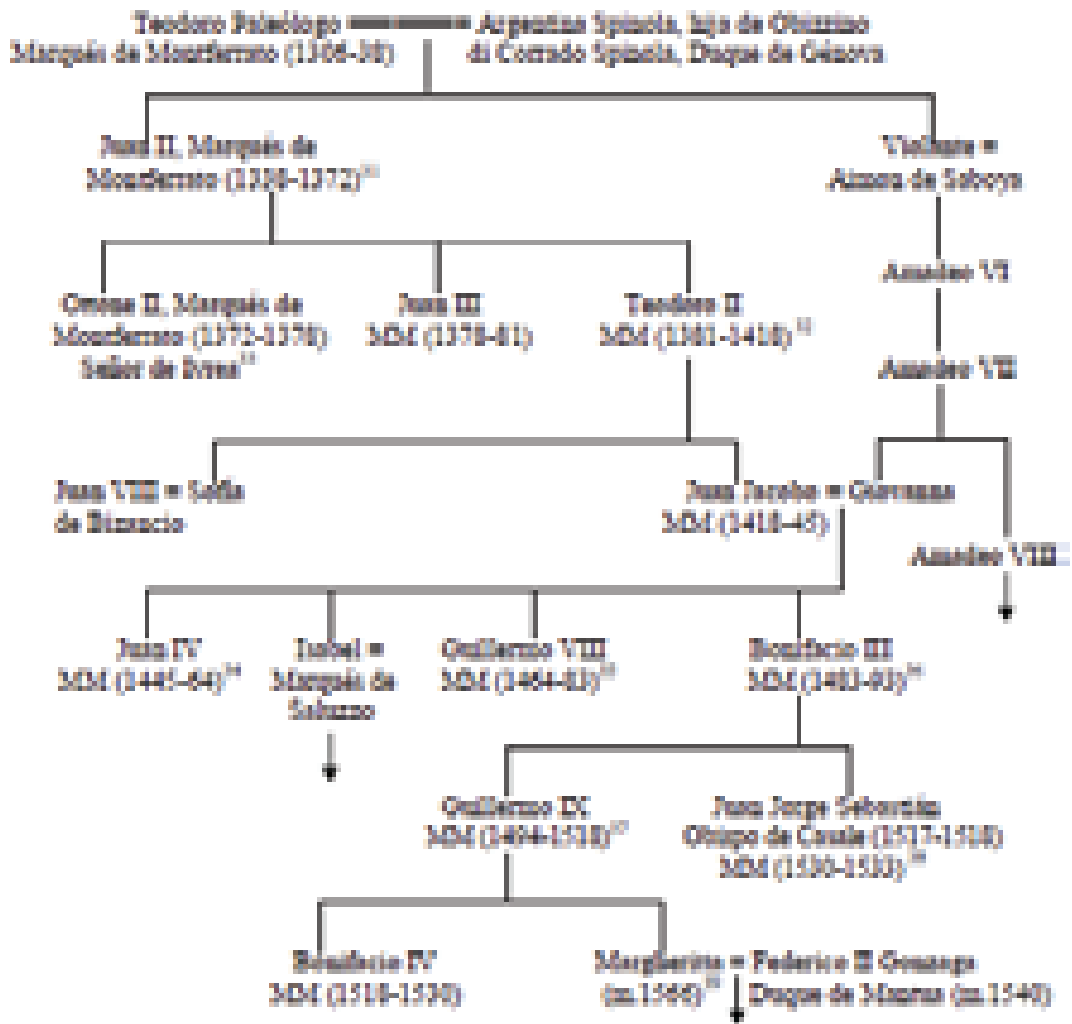 Teodoro Paleólogo
Marqués de Montferrato (1306-38)
Argentina Spinola, hija de Obizzino
di Corrado Spinola, Duque de Génova
Juan II, Marqués de
Montferrato (1338-1372)
Violante =
Aimon de Saboya
Amadeo VI
Otone II, Marqués de
Montferrato (1372-1378)
Señor de Ivrea
Juan III
MM (1378-81)
Teodoro II
MM (1381-1418)
Amadeo VII
Juan VIII = Sofia
de Bizancio
Juan Jacobo = Giovanna
MM (1418-45)
Amadeo VIII
Juan IV
MM (1445-64)
Isabel =
Marqués de
Saluzzo
Guillermo VIII
MM (1464-83)
Bonifacio III
MM (1483-93)
Guillermo IX
MM (1494-1518)
Juan Jorge Sebastián
Obispo de Casale (1517-1518)
MM (1530-1533)
Bonifacio IV
MM (1518-1530)
Margherita = Federico II Gonzaga
(m.1566) Duque de Mantua (m.1540)